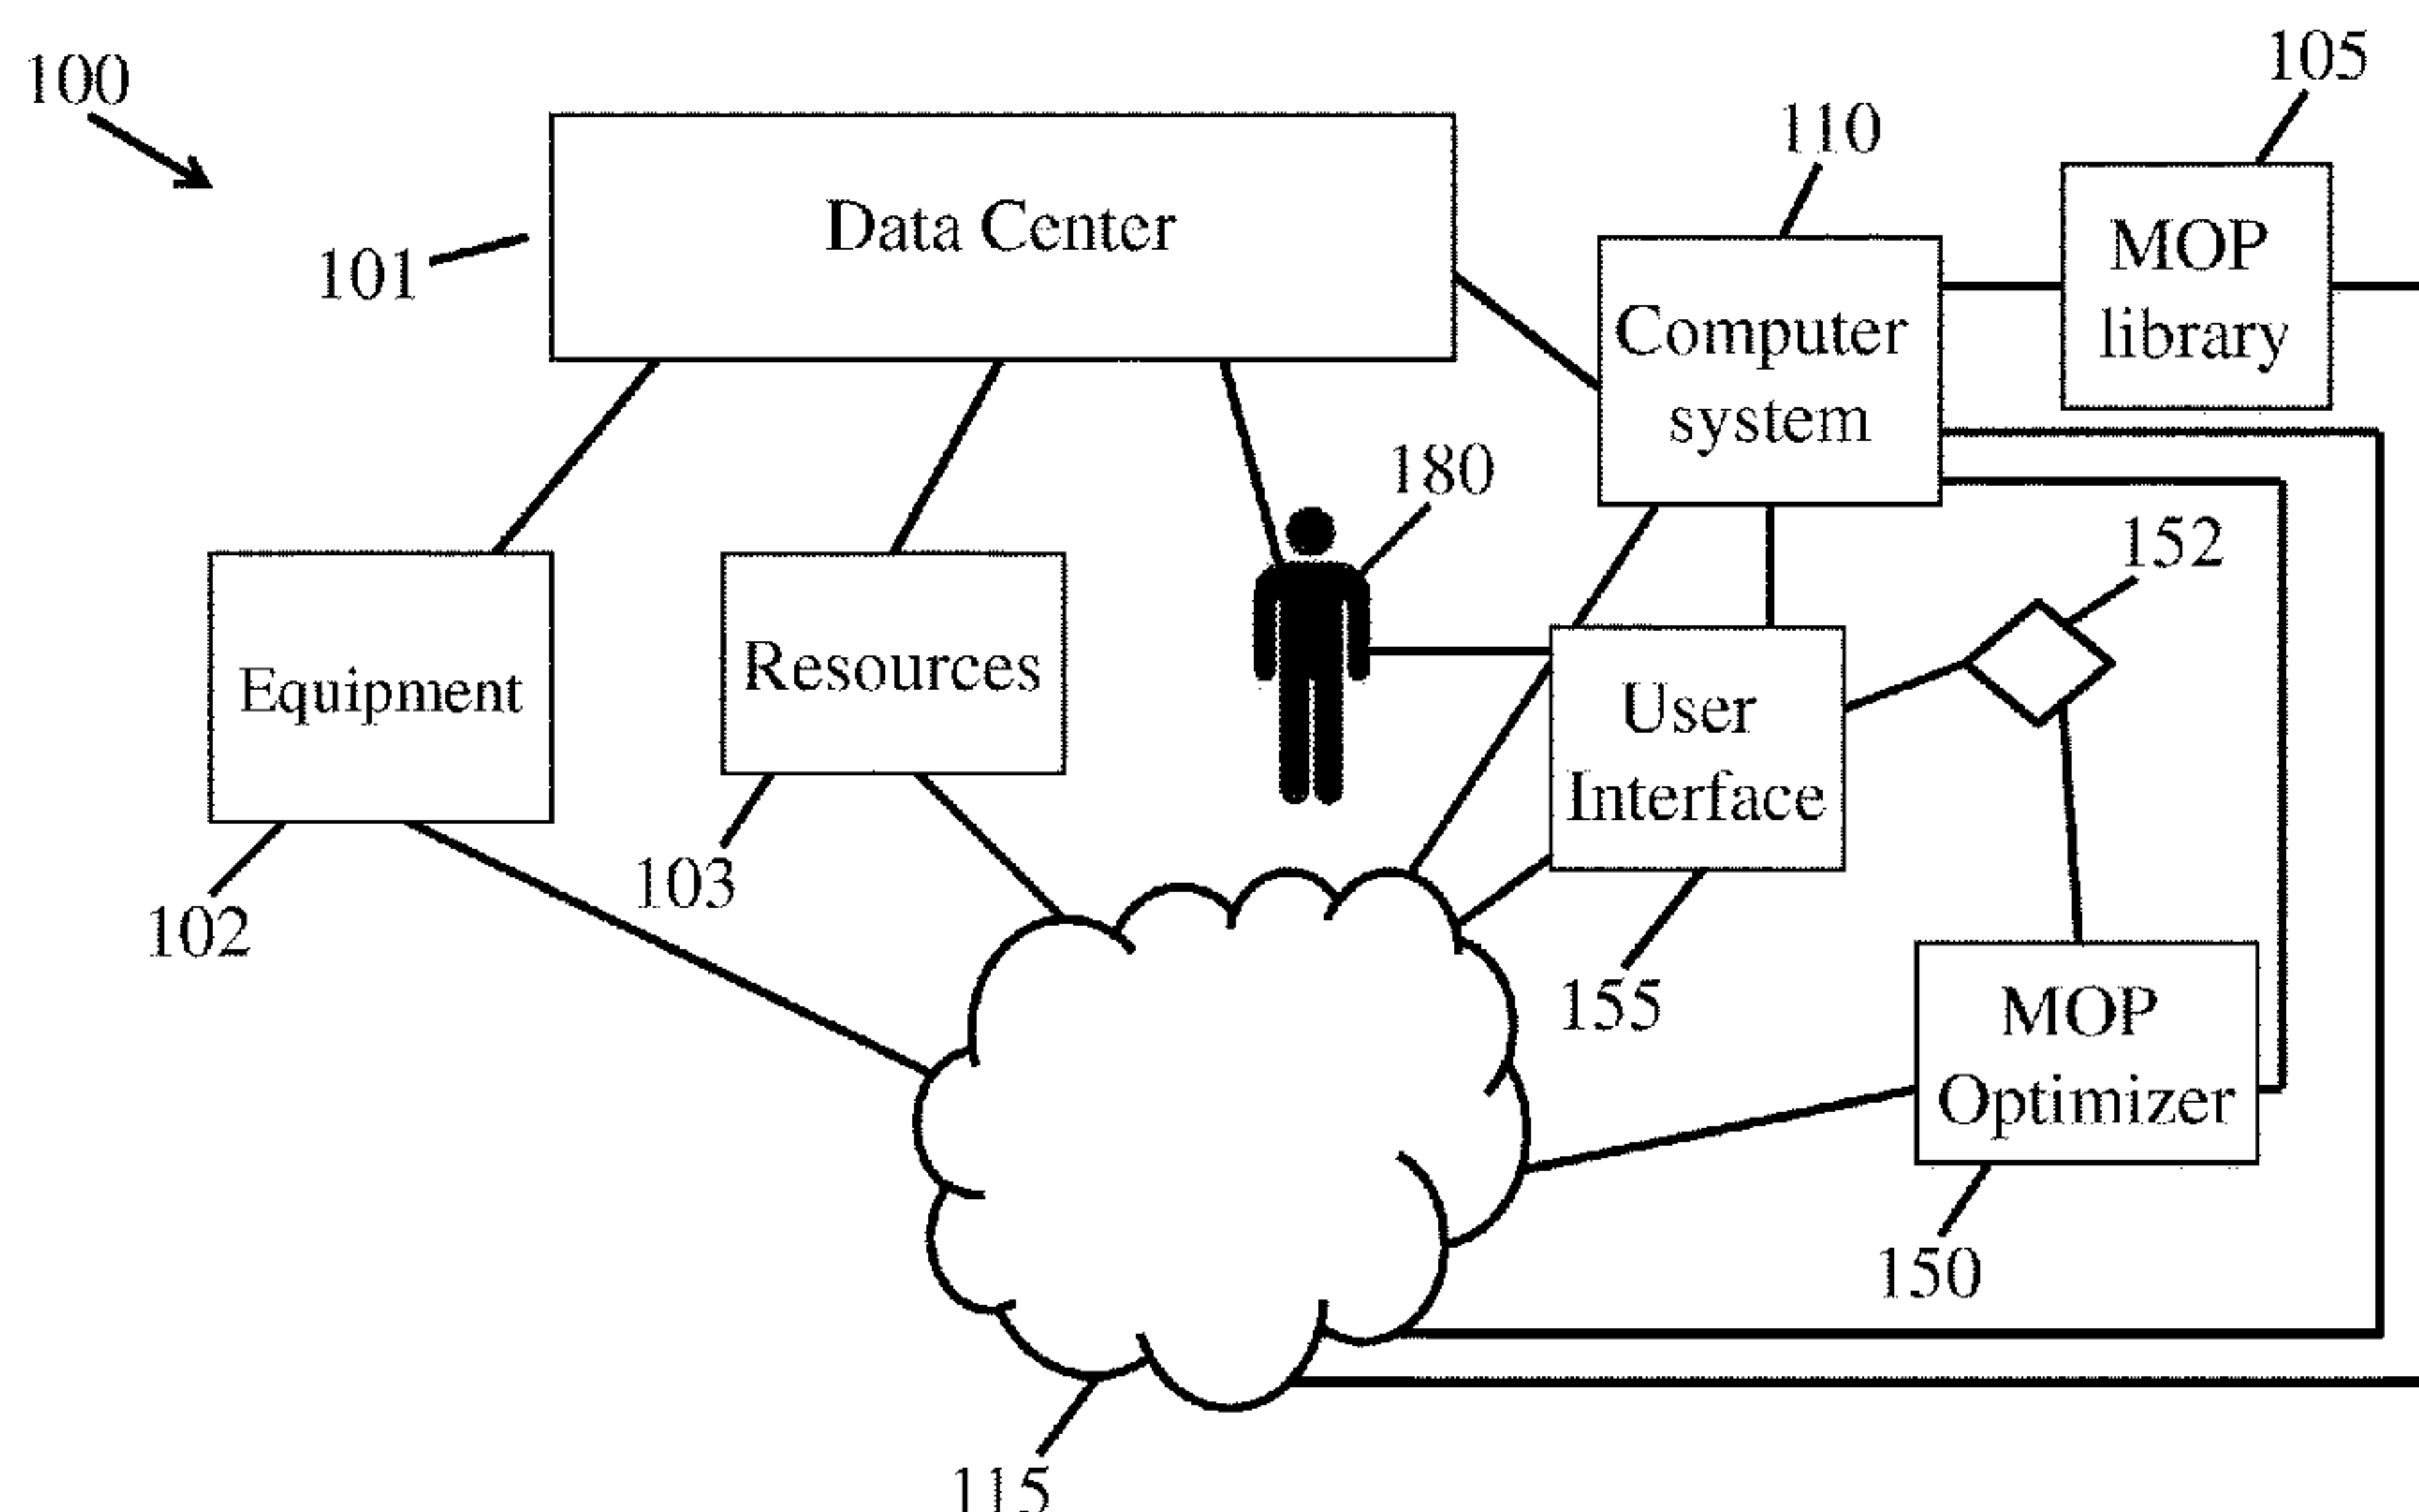 100
105
110
Data Center
101
MOP
library
Computer
system
180
152
Equipment
Resources
User
Interface
102
103
155
MOP
Optimizer
150
115